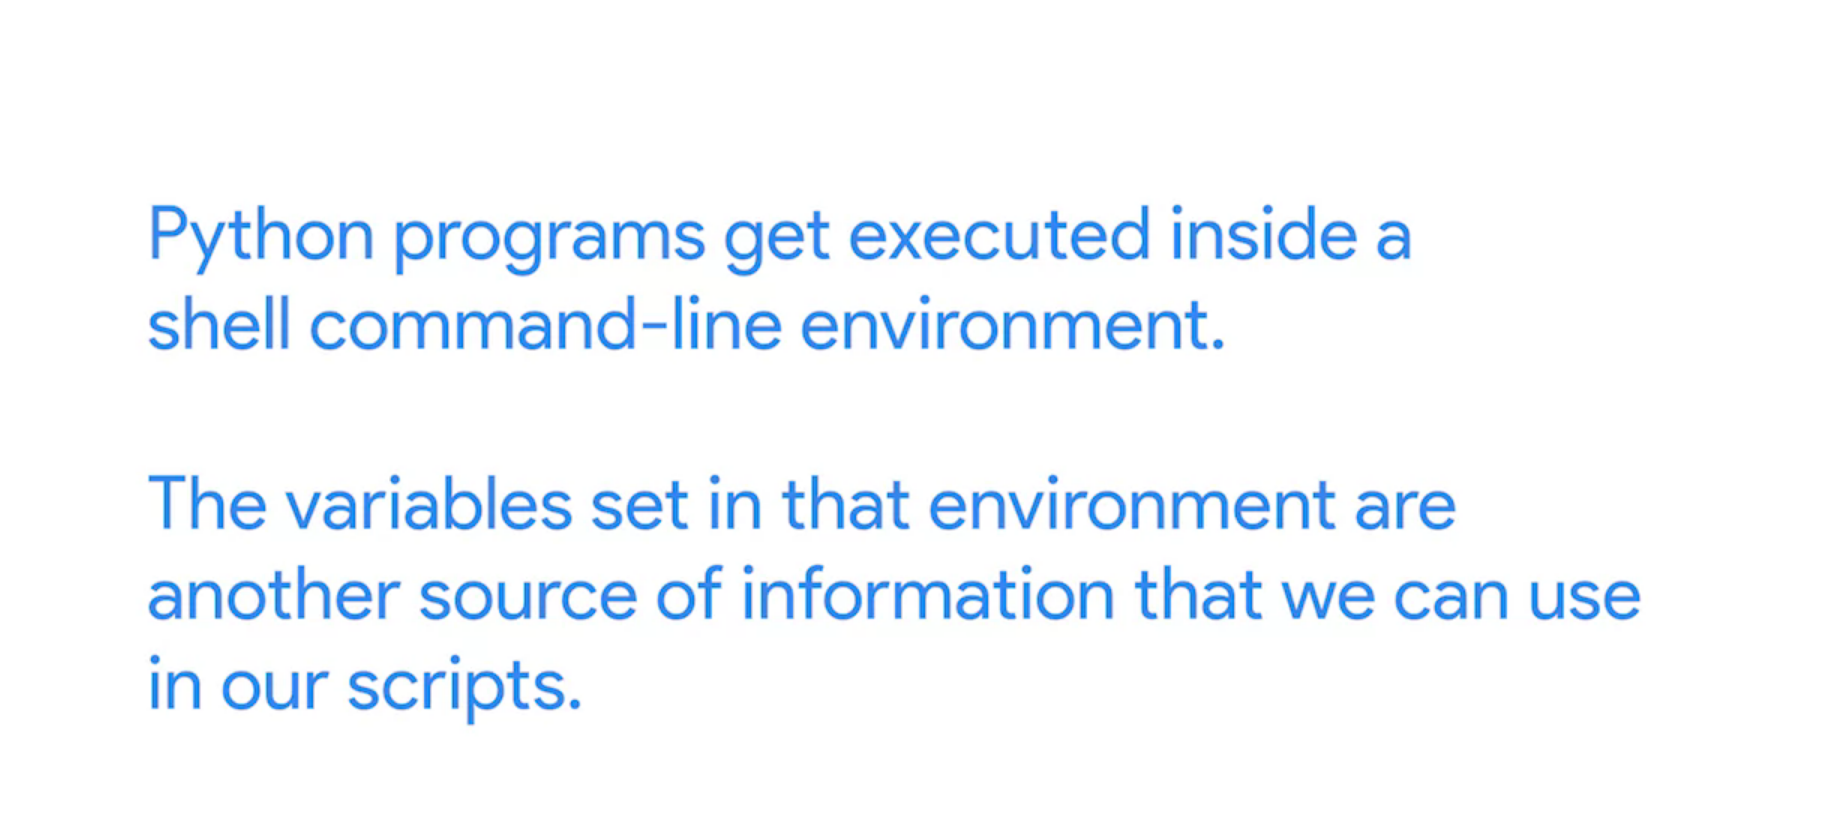 Python programs get executed inside a
shell command-line environment.
The variables set in that environment are
another source of information that we can use
in our scripts.